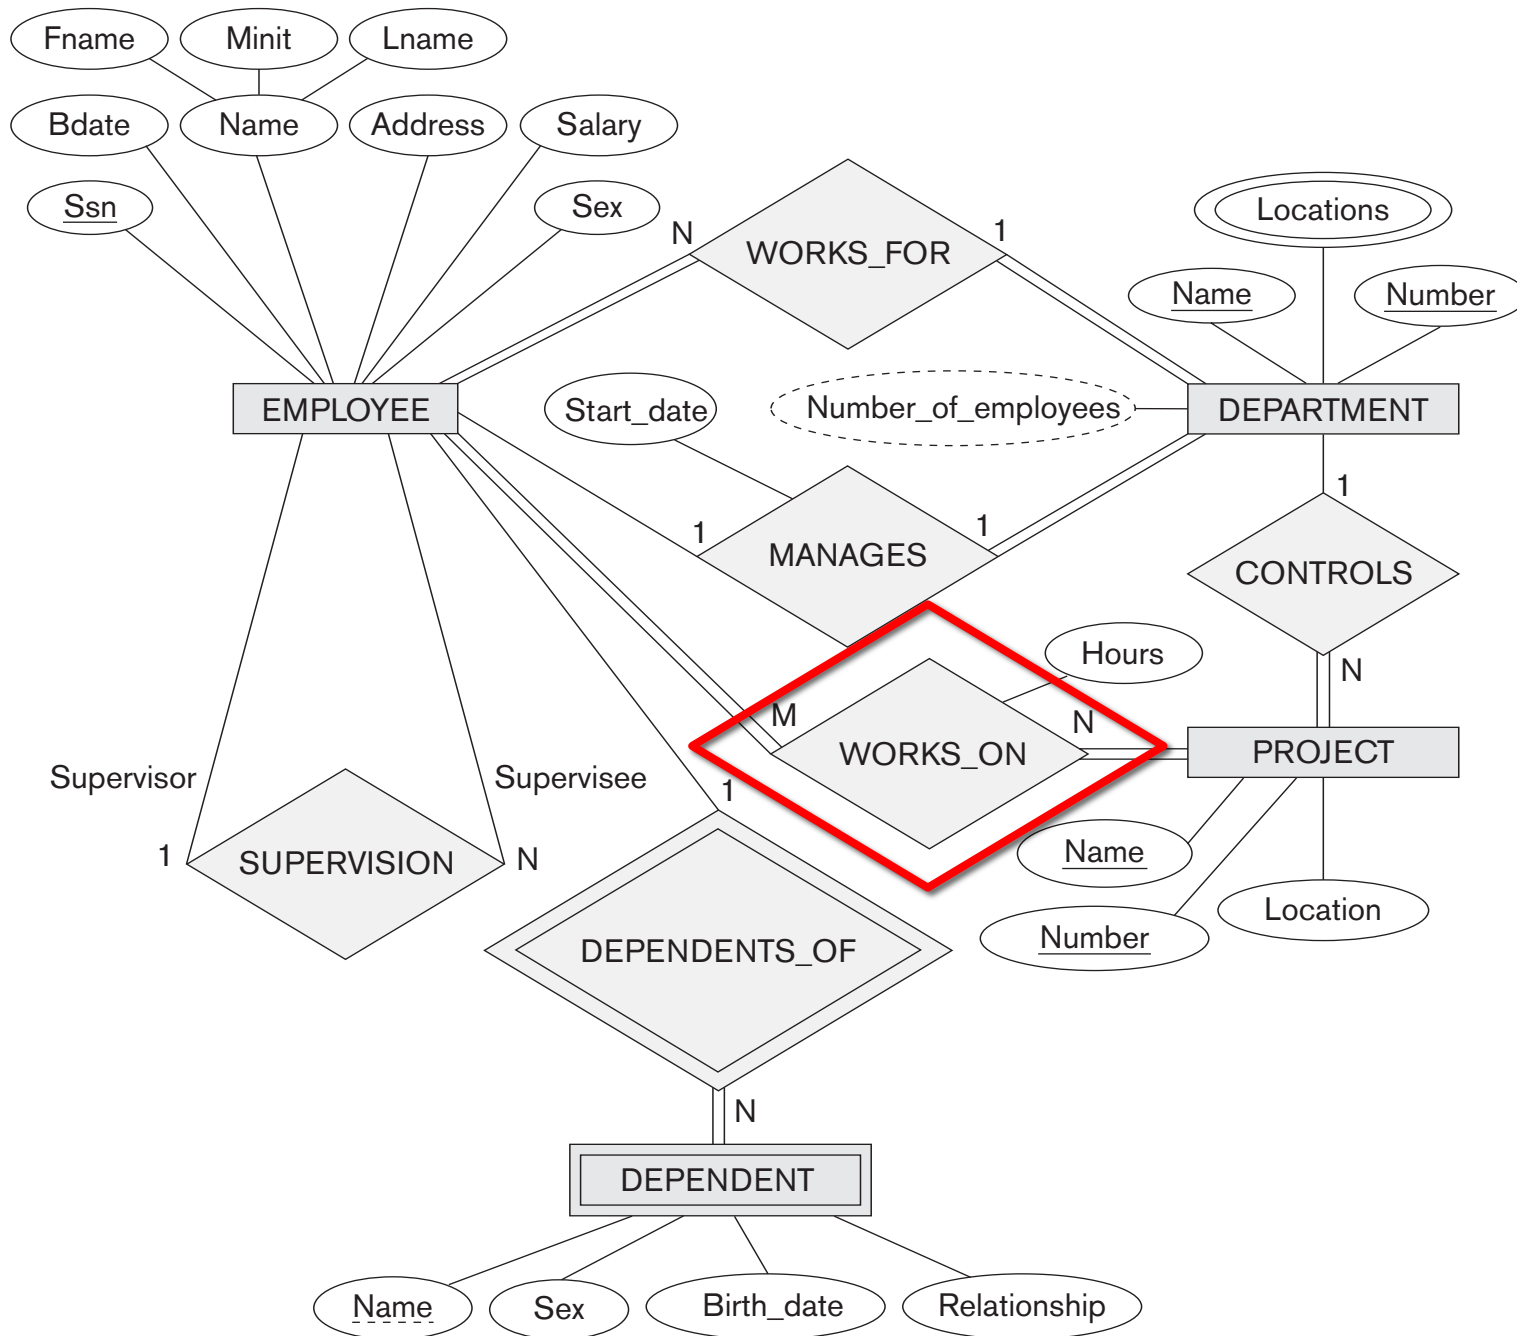 Fname
Minit
Lname
Bdate
Name
Address
Salary
Ssn
Sex
Locations
N
WORKS_FOR
1
Name
Number
EMPLOYEE
Start_date
Number_of_employees
DEPARTMENT
1
1
MANAGES
1
CONTROLS
Hours
N
M
N
WORKS_ON
PROJECT
Supervisor
Supervisee
1
1
SUPERVISION
N
Name
Location
Number
DEPENDENTS_OF
N
DEPENDENT
Name
Sex
Birth_date
Relationship